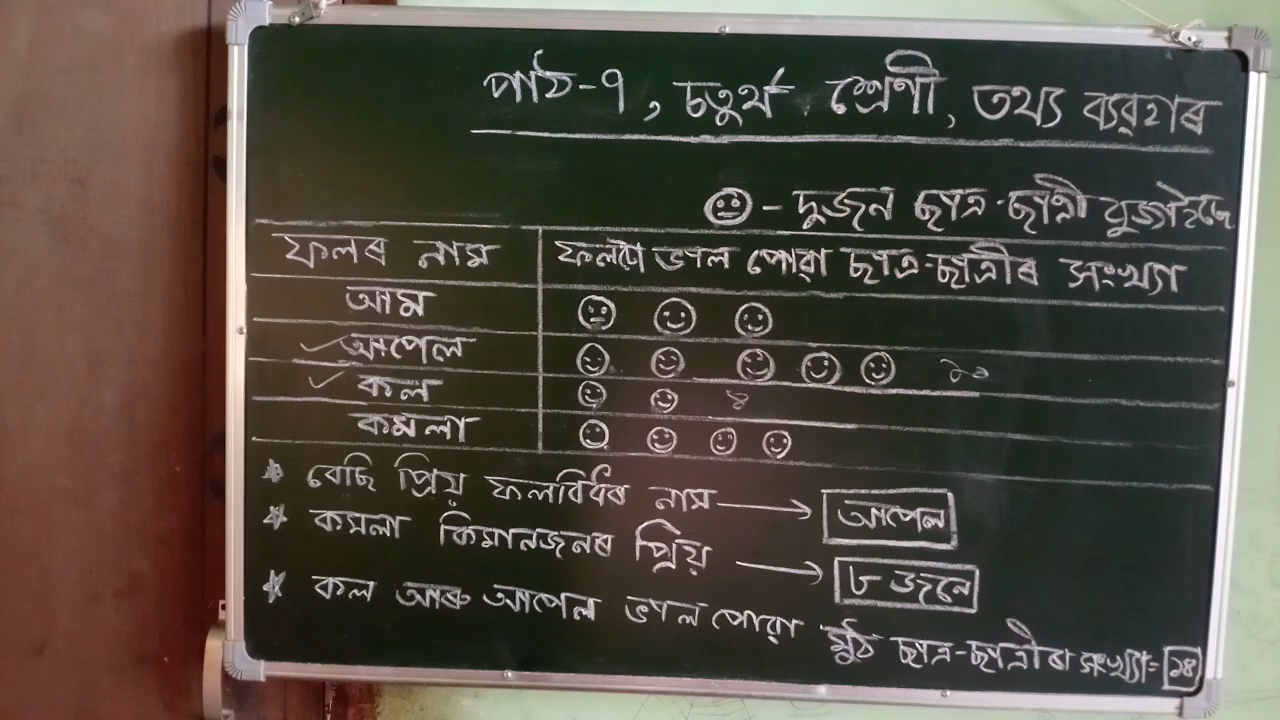 পাঠ-৭, চতুৰ্থ শ্ৰেণী, তথ্য ব্যৱহাৰ
- দুজন ছাত্ৰ-ছাত্ৰী বুজাইছে
ফলৰ নাম ফলটো ভাল পোৱা ছাত্ৰ-ছাত্ৰীৰ সংখ্যা
আম
✓ আপেল ১০
✓ কল ৪
কমলা
* বেছি প্ৰিয় ফলবিধৰ নাম → আপেল
* কমলা কিমানজনৰ প্ৰিয় → ৮ জনে
* কল আৰু আপেল ভাল পোৱা মুঠ ছাত্ৰ-ছাত্ৰীৰ সংখ্যা= ১৪